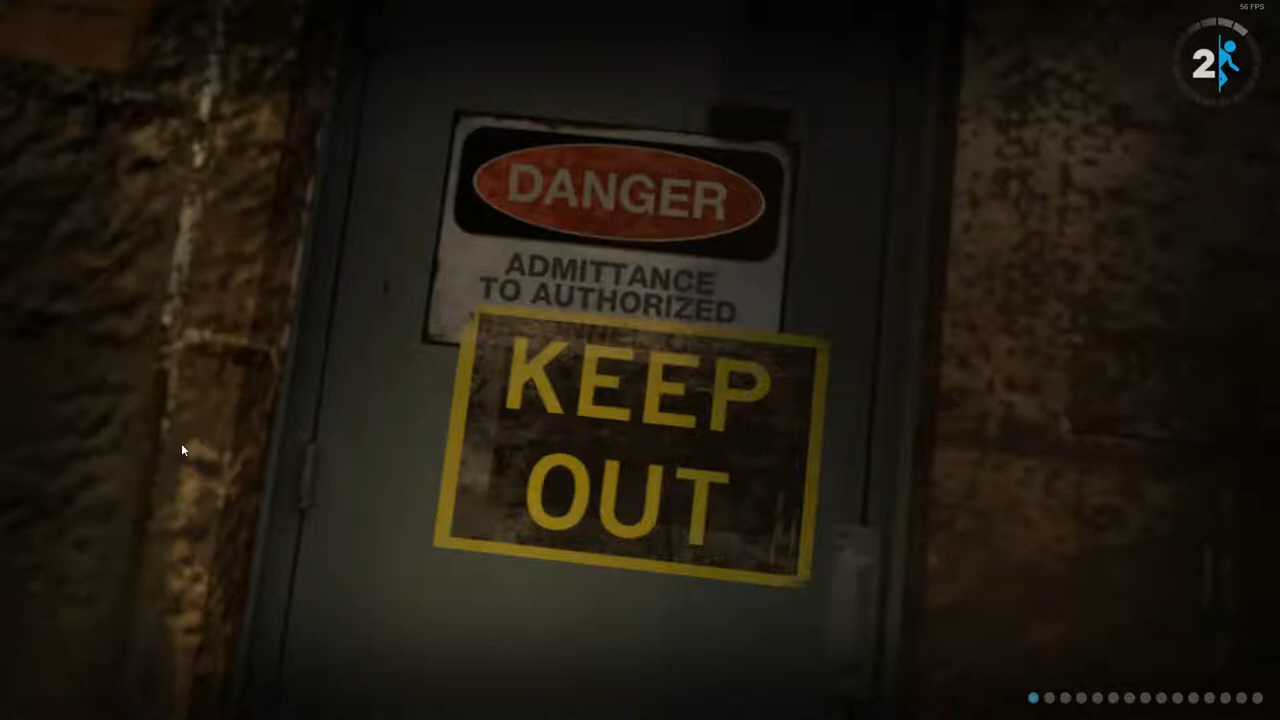 56 FPS
2
DANGER
ADMITTANCE
TO AUTHORIZED
KEEP
OUT